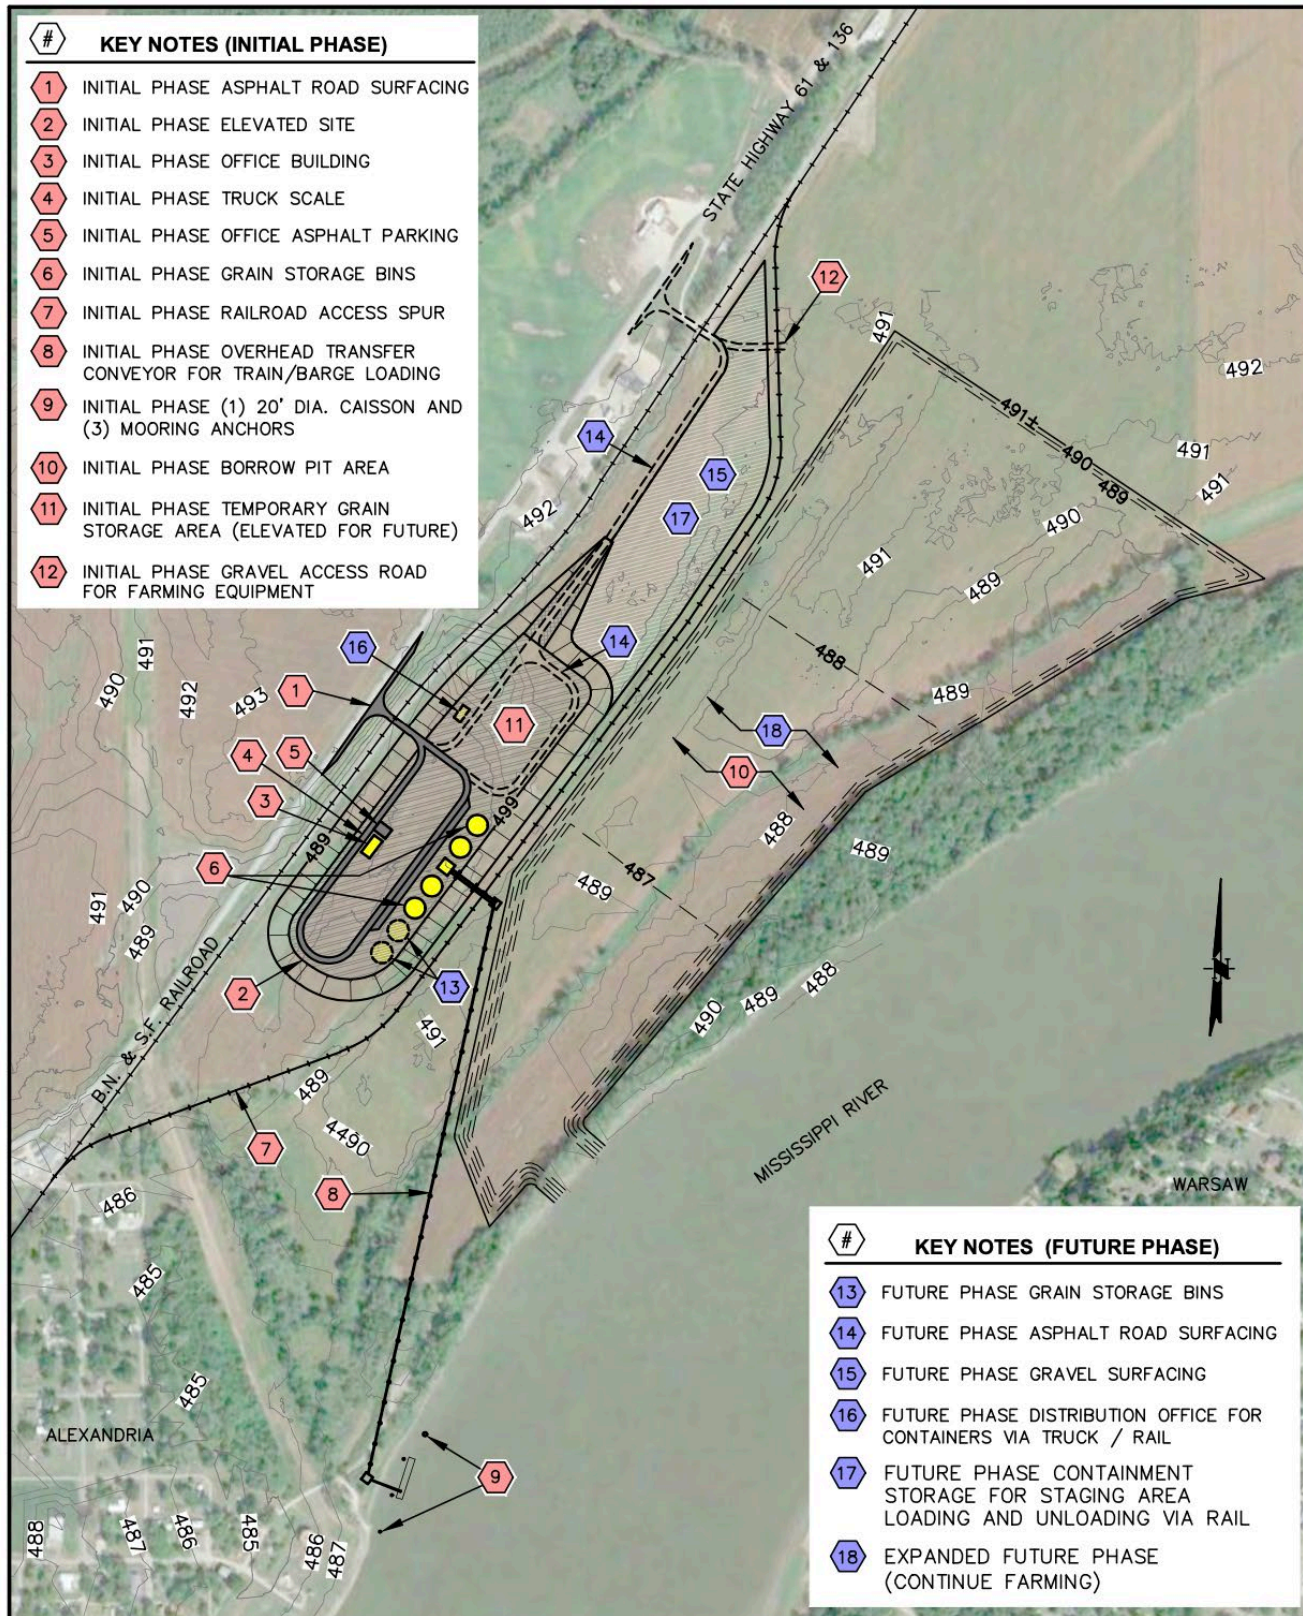 #
KEY NOTES (INITIAL PHASE)
1 INITIAL PHASE ASPHALT ROAD SURFACING
2 INITIAL PHASE ELEVATED SITE
3 INITIAL PHASE OFFICE BUILDING
4 INITIAL PHASE TRUCK SCALE
5 INITIAL PHASE OFFICE ASPHALT PARKING
6 INITIAL PHASE GRAIN STORAGE BINS
7 INITIAL PHASE RAILROAD ACCESS SPUR
8 INITIAL PHASE OVERHEAD TRANSFER
CONVEYOR FOR TRAIN/BARGE LOADING
9 INITIAL PHASE (1) 20' DIA. CAISSON AND
(3) MOORING ANCHORS
10 INITIAL PHASE BORROW PIT AREA
11 INITIAL PHASE TEMPORARY GRAIN
STORAGE AREA (ELEVATED FOR FUTURE)
12 INITIAL PHASE GRAVEL ACCESS ROAD
FOR FARMING EQUIPMENT
STATE HIGHWAY 61 & 136
12
491
492
491±
14
15
490
491
489
491
17
492
490
491
489
491
16
14
488
490
492
493
1
489
11
18
4
5
10
3
499
489
488
489
6
487
491
490
489
489
2
13
488
489
490
491
B.N. & S.F. RAILROAD
489
4490
7
MISSISSIPPI RIVER
8
486
WARSAW
485
485
ALEXANDRIA
9
488
487
486
485
486
487
N
#
KEY NOTES (FUTURE PHASE)
13 FUTURE PHASE GRAIN STORAGE BINS
14 FUTURE PHASE ASPHALT ROAD SURFACING
15 FUTURE PHASE GRAVEL SURFACING
16 FUTURE PHASE DISTRIBUTION OFFICE FOR
CONTAINERS VIA TRUCK / RAIL
17 FUTURE PHASE CONTAINMENT
STORAGE FOR STAGING AREA
LOADING AND UNLOADING VIA RAIL
18 EXPANDED FUTURE PHASE
(CONTINUE FARMING)